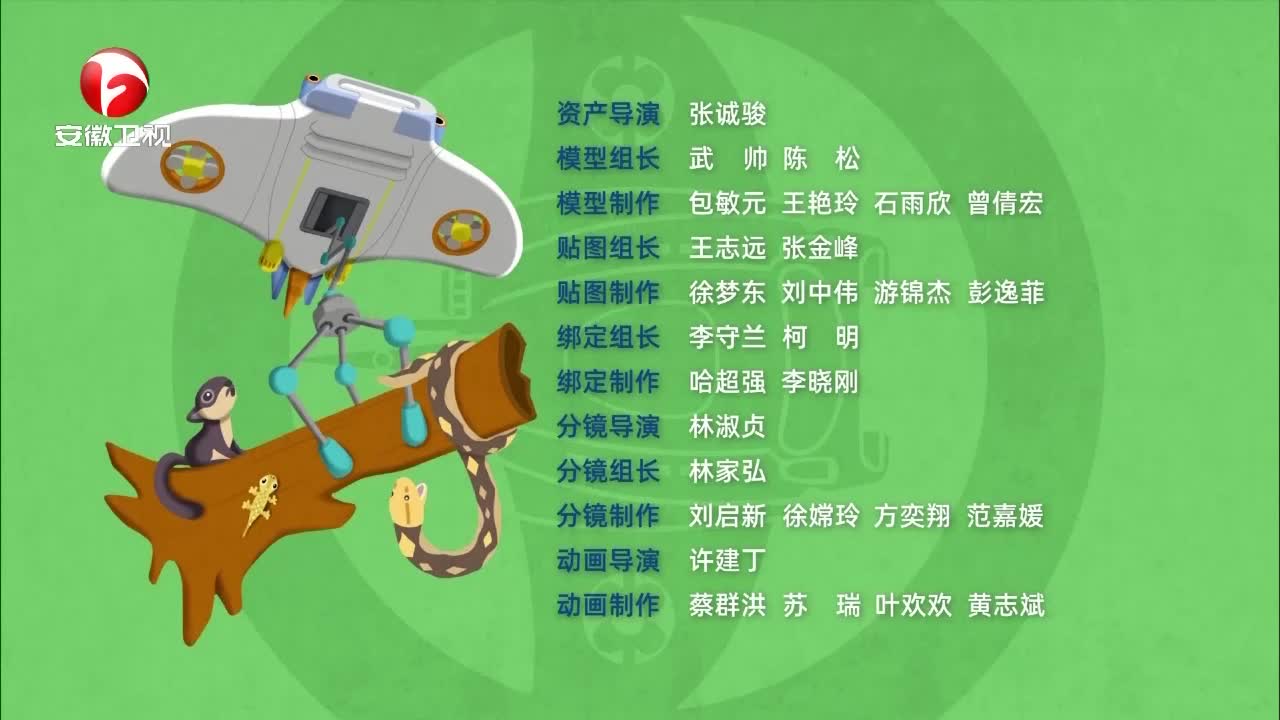 安徽卫视
资产导演 张诚骏
模型组长 武 帅 陈 松
模型制作 包敏元 王艳玲 石雨欣 曾倩宏
贴图组长 王志远 张金峰
贴图制作 徐梦东 刘中伟 游锦杰 彭逸菲
绑定组长 李守兰 柯 明
绑定制作 哈超强 李晓刚
分镜导演 林淑贞
分镜组长 林家弘
分镜制作 刘启新 徐嫦玲 方奕翔 范嘉媛
动画导演 许建丁
动画制作 蔡群洪 苏 瑞 叶欢欢 黄志斌